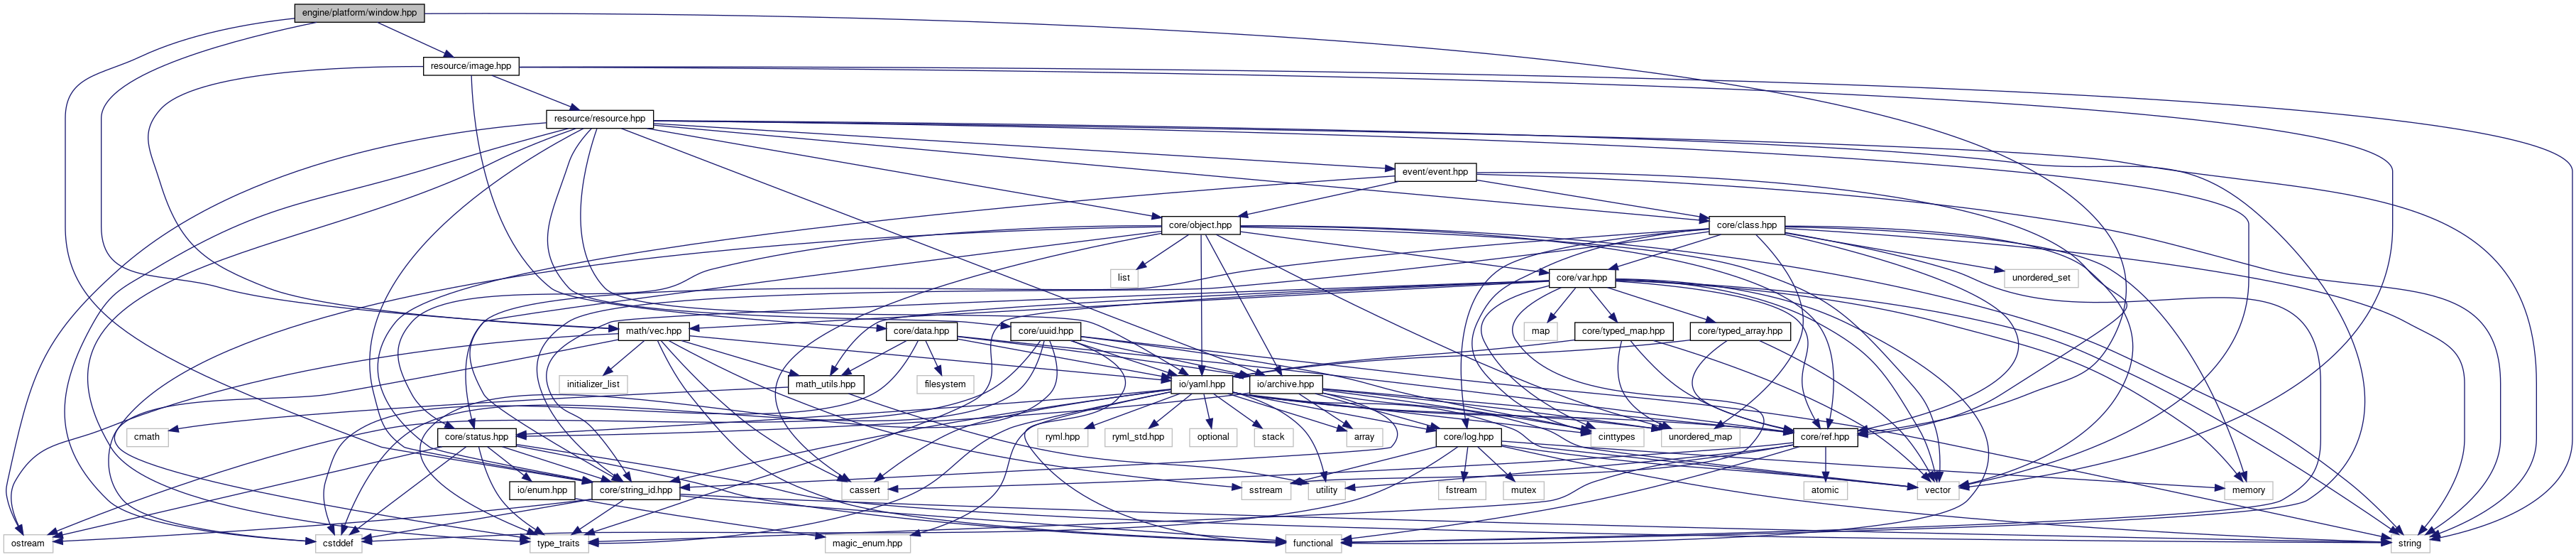 engine/platform/window.hpp
resource/image.hpp
resource/resource.hpp
event/event.hpp
core/object.hpp
core/class.hpp
list
core/var.hpp
unordered_set
math/vec.hpp
core/data.hpp
core/uuid.hpp
map
core/typed_map.hpp
core/typed_array.hpp
initializer_list
math_utils.hpp
filesystem
io/yaml.hpp
io/archive.hpp
cmath
core/status.hpp
ryml.hpp
ryml_std.hpp
optional
stack
array
core/log.hpp
cinttypes
unordered_map
core/ref.hpp
io/enum.hpp
core/string_id.hpp
cassert
sstream
utility
fstream
mutex
atomic
vector
memory
ostream
cstddef
type_traits
magic_enum.hpp
functional
string